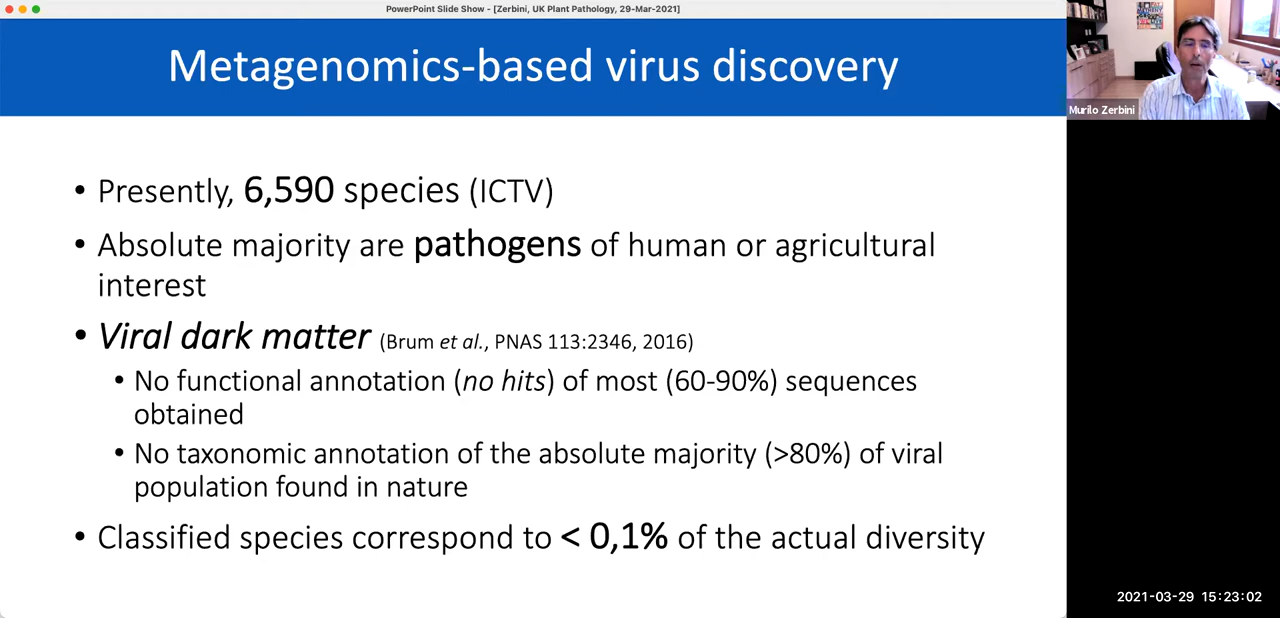 PowerPoint Slide Show - [Zerbini, UK Plant Pathology, 29-Mar-2021]
Metagenomics-based virus discovery
• Presently, 6,590 species (ICTV)
• Absolute majority are pathogens of human or agricultural
interest
• Viral dark matter (Brum et al., PNAS 113:2346, 2016)
• No functional annotation (no hits) of most (60-90%) sequences
obtained
• No taxonomic annotation of the absolute majority (>80%) of viral
population found in nature
• Classified species correspond to < 0,1% of the actual diversity
Murilo Zerbini
2021-03-29 15:23:02